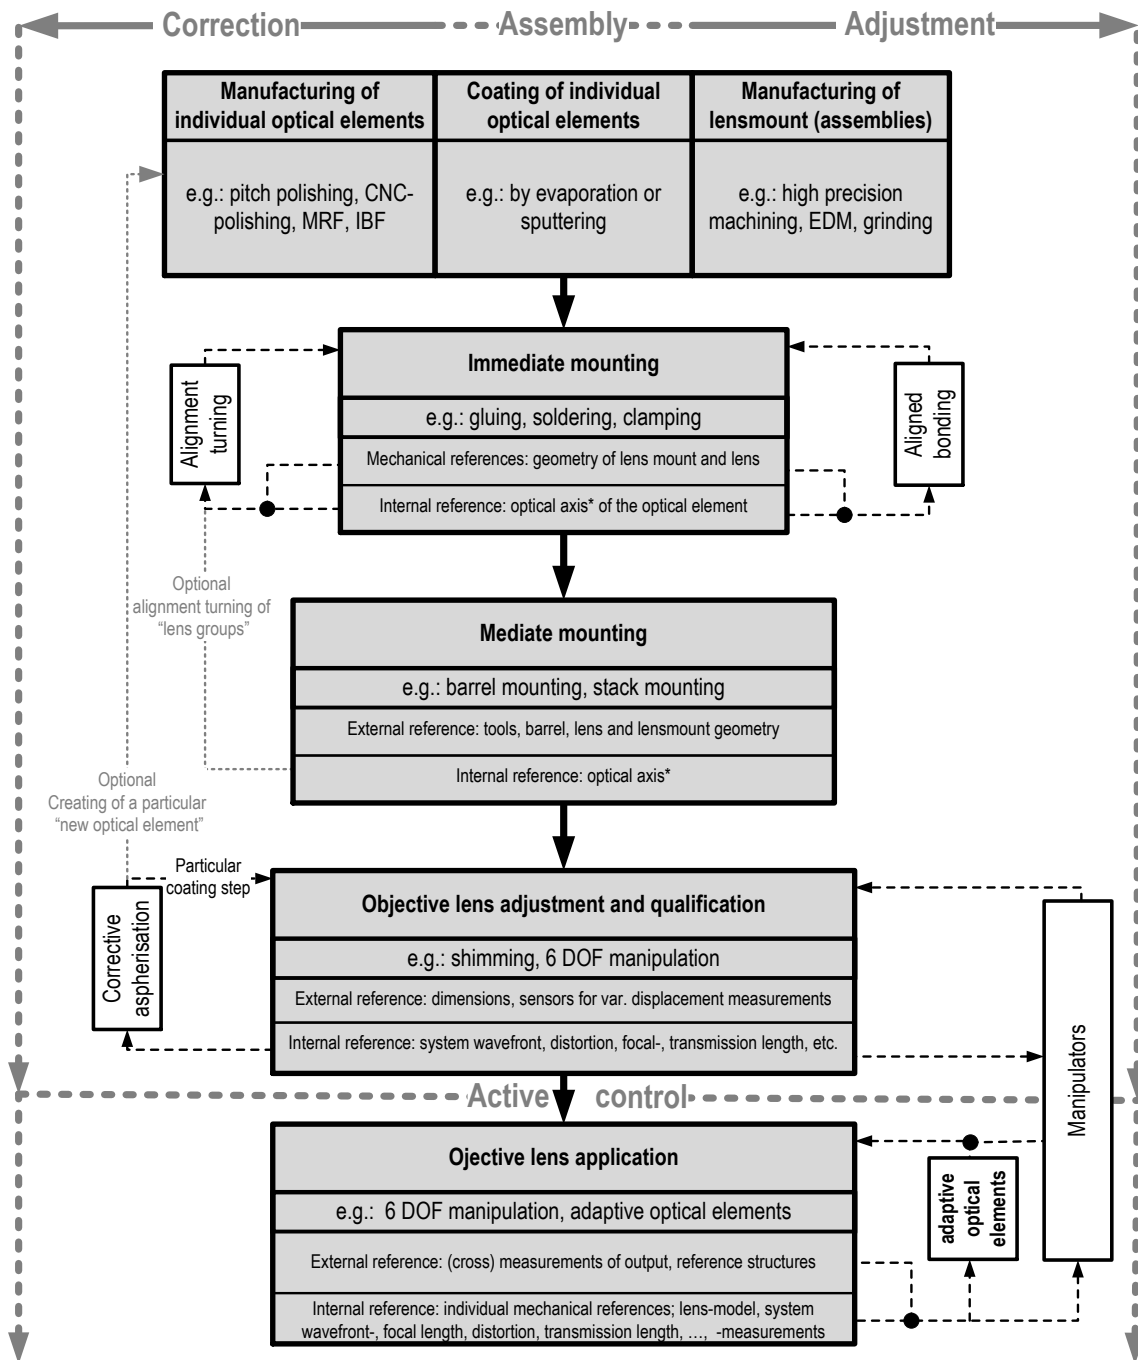 Correction
Assembly
Adjustment
Manufacturing of
individual optical elements
Coating of individual
optical elements
Manufacturing of
lensmount (assemblies)
e.g.: pitch polishing, CNC-
polishing, MRF, IBF
e.g.: by evaporation or
sputtering
e.g.: high precision
machining, EDM, grinding
Immediate mounting
e.g.: gluing, soldering, clamping
Mechanical references: geometry of lens mount and lens
Internal reference: optical axis* of the optical element
Alignment
turning
Aligned
bonding
Optional
alignment turning of
“lens groups”
Mediate mounting
e.g.: barrel mounting, stack mounting
External reference: tools, barrel, lens and lensmount geometry
Internal reference: optical axis*
Optional
Creating of a particular
“new optical element”
Particular
coating step
Corrective
aspherisation
Objective lens adjustment and qualification
e.g.: shimming, 6 DOF manipulation
External reference: dimensions, sensors for var. displacement measurements
Internal reference: system wavefront, distortion, focal-, transmission length, etc.
Manipulators
Active control
Ojective lens application
e.g.: 6 DOF manipulation, adaptive optical elements
External reference: (cross) measurements of output, reference structures
Internal reference: individual mechanical references; lens-model, system
wavefront-, focal length, distortion, transmission length, …, -measurements
adaptive
optical
elements